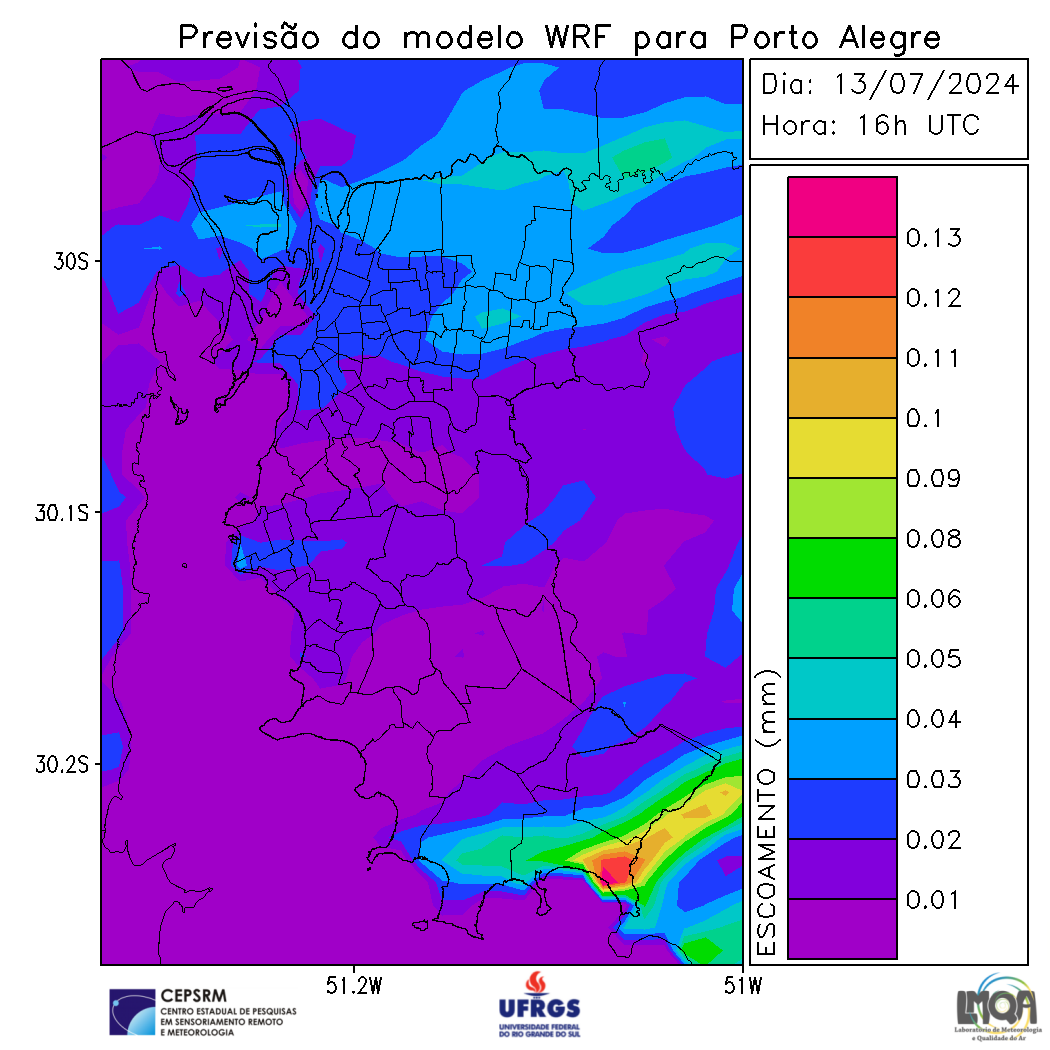 Previsão do modelo WRF para Porto Alegre
Dia: 13/07/2024
Hora: 16h UTC
30S
30.1S
30.2S
51.2W
51W
0.13
0.12
0.11
0.1
0.09
0.08
0.06
0.05
0.04
0.03
0.02
0.01
ESCOAMENTO (mm)
CEPSRM
CENTRO ESTADUAL DE PESQUISAS
EM SENSORIAMENTO REMOTO
E METEOROLOGIA
UFRGS
UNIVERSIDADE FEDERAL
DO RIO GRANDE DO SUL
LMQA
Laboratório de Meteorologia
e Qualidade do Ar